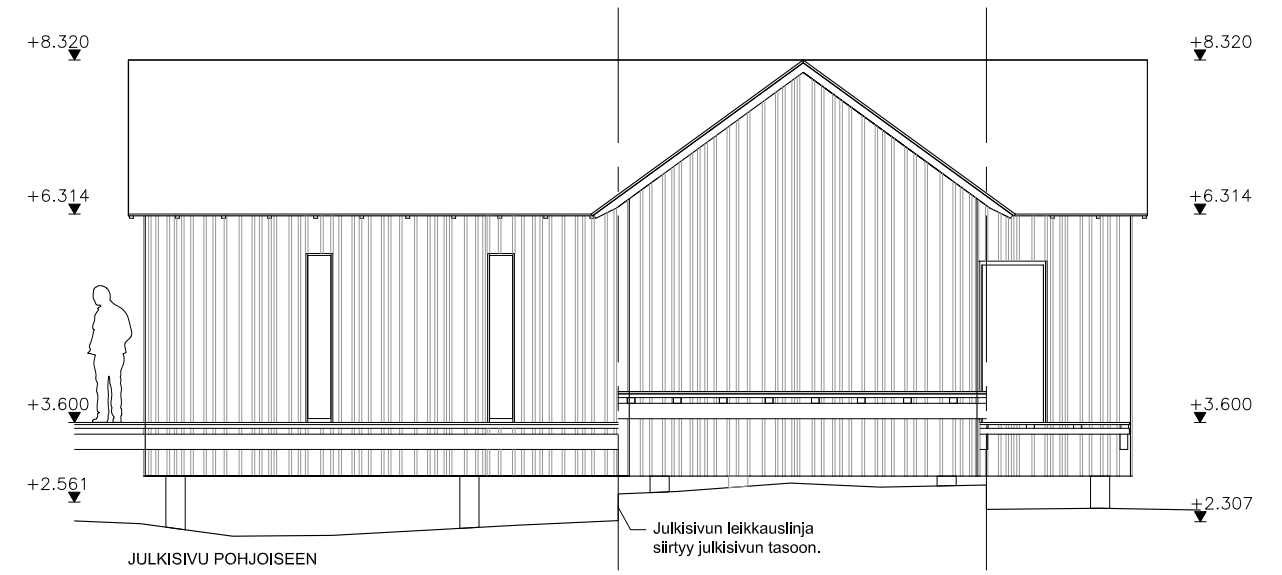 +8.320
+8.320
+6.314
+6.314
+3.600
+3.600
+2.561
+2.307
Julkisivun leikkauslinja
siirtyy julkisivun tasoon.
JULKISIVU POHJOISEEN